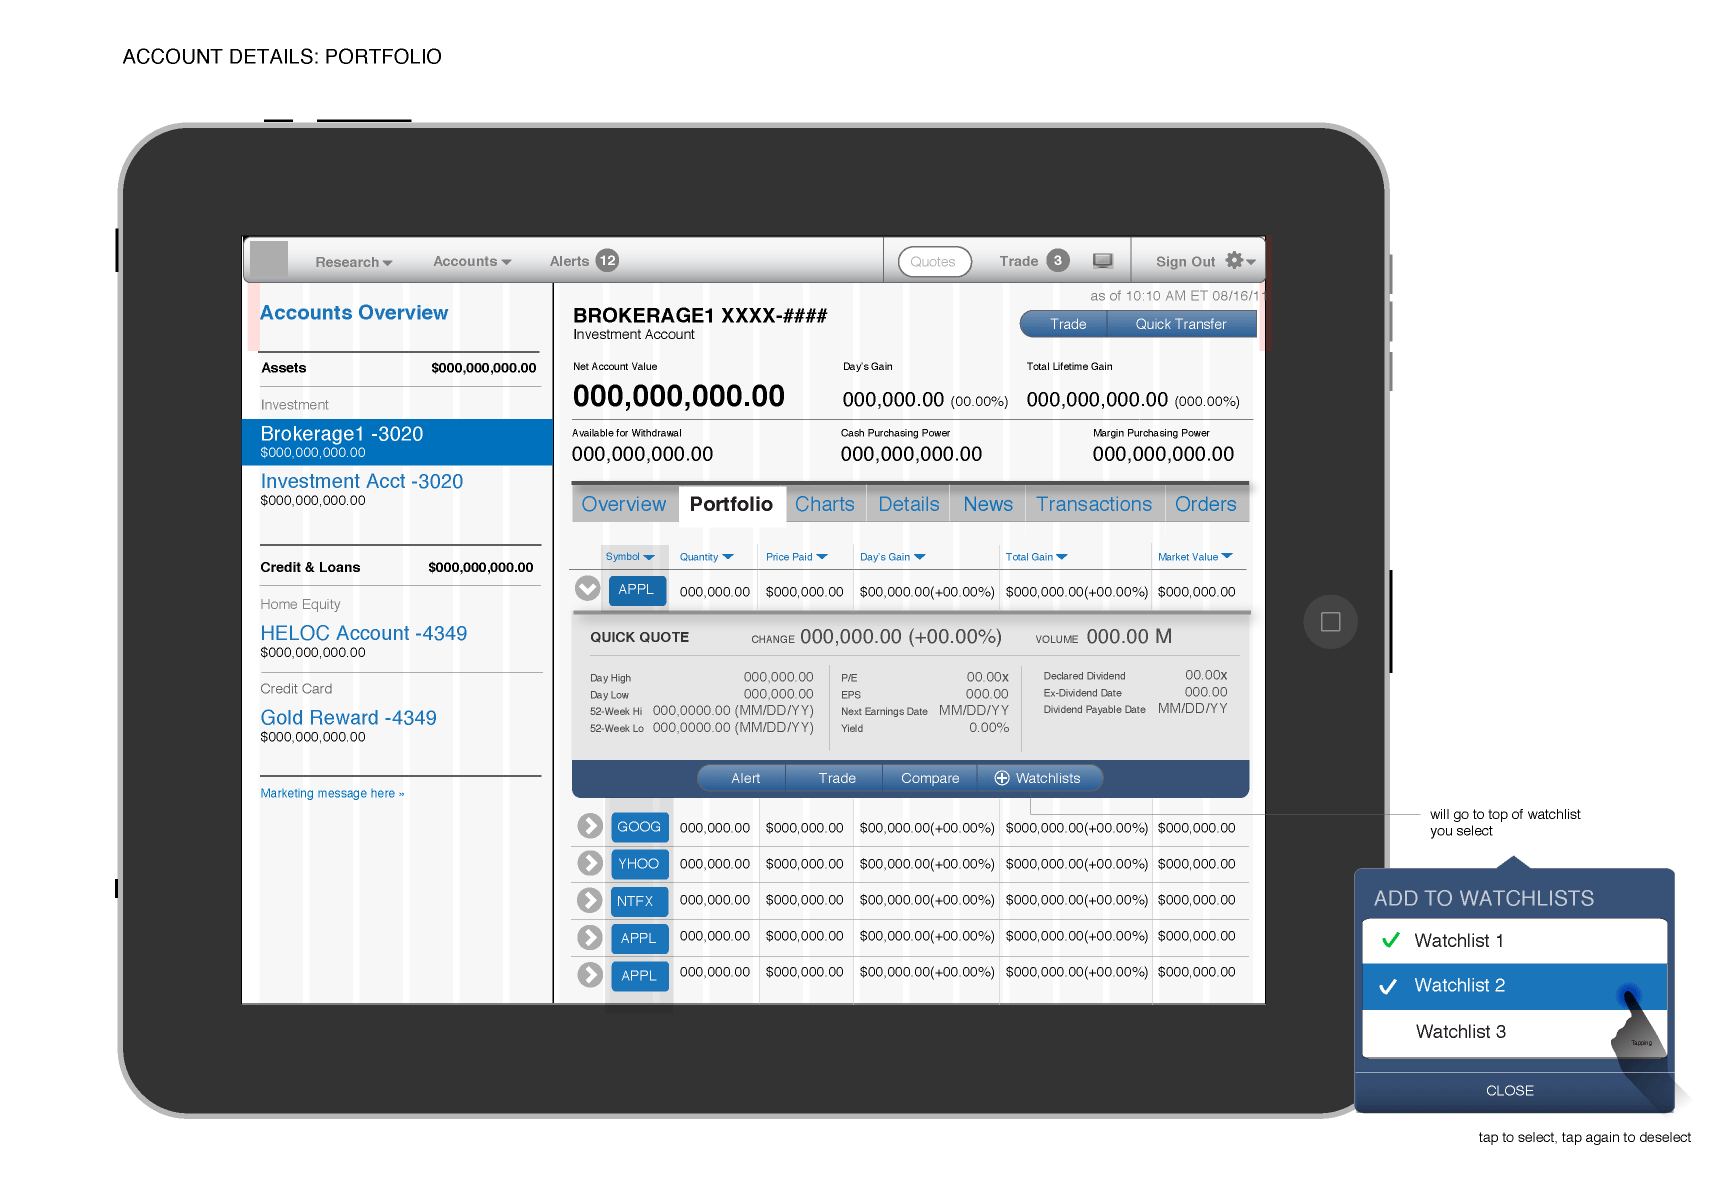 ACCOUNT DETAILS: PORTFOLIO
Research Accounts Alerts 12 Quotes Trade 3 Sign Out
as of 10:10 AM ET 08/16/11
Accounts Overview
Assets $000,000,000.00
Investment
Brokerage1 -3020
$000,000,000.00
Investment Acct -3020
$000,000,000.00
Credit & Loans $000,000,000.00
Home Equity
HELOC Account -4349
$000,000,000.00
Credit Card
Gold Reward -4349
$000,000,000.00
Marketing message here »
BROKERAGE1 XXXX-####
Investment Account
Trade Quick Transfer
Net Account Value Day's Gain Total Lifetime Gain
000,000,000.00 000,000.00 (00.00%) 000,000,000.00 (000.00%)
Available for Withdrawal Cash Purchasing Power Margin Purchasing Power
000,000,000.00 000,000,000.00 000,000,000.00
Overview Portfolio Charts Details News Transactions Orders
Symbol Quantity Price Paid Day's Gain Total Gain Market Value
APPL 000,000.00 $000,000.00 $00,000.00(+00.00%) $000,000.00(+00.00%) $000,000.00
QUICK QUOTE CHANGE 000,000.00 (+00.00%) VOLUME 000.00 M
Day High 000,000.00 P/E 00.00x Declared Dividend 00.00x
Day Low 000,000.00 EPS 000.00 Ex-Dividend Date 000.00
52-Week Hi 000,0000.00 (MM/DD/YY) Next Earnings Date MM/DD/YY Dividend Payable Date MM/DD/YY
52-Week Lo 000,0000.00 (MM/DD/YY) Yield 0.00%
Alert Trade Compare Watchlists
GOOG 000,000.00 $000,000.00 $00,000.00(+00.00%) $000,000.00(+00.00%) $000,000.00
YHOO 000,000.00 $000,000.00 $00,000.00(+00.00%) $000,000.00(+00.00%) $000,000.00
NTFX 000,000.00 $000,000.00 $00,000.00(+00.00%) $000,000.00(+00.00%) $000,000.00
APPL 000,000.00 $000,000.00 $00,000.00(+00.00%) $000,000.00(+00.00%) $000,000.00
APPL 000,000.00 $000,000.00 $00,000.00(+00.00%) $000,000.00(+00.00%) $000,000.00
will go to top of watchlist
you select
ADD TO WATCHLISTS
Watchlist 1
Watchlist 2
Watchlist 3
Tapping
CLOSE
tap to select, tap again to deselect